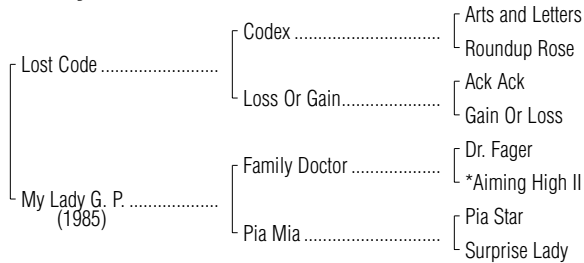 Arts and Letters
Codex ..........................................
Roundup Rose
Lost Code ............................
Ack Ack
Loss Or Gain............................
Gain Or Loss
Dr. Fager
Family Doctor .........................
*Aiming High II
My Lady G. P. .....................
(1985)
Pia Star
Pia Mia .......................................
Surprise Lady